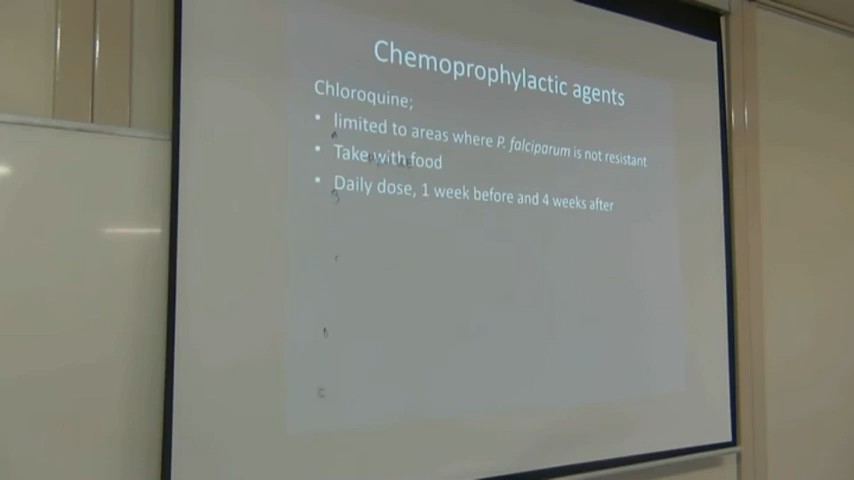 Chemoprophylactic agents
Chloroquine;
• limited to areas where P. falciparum is not resistant
• Take with food
• Daily dose, 1 week before and 4 weeks after